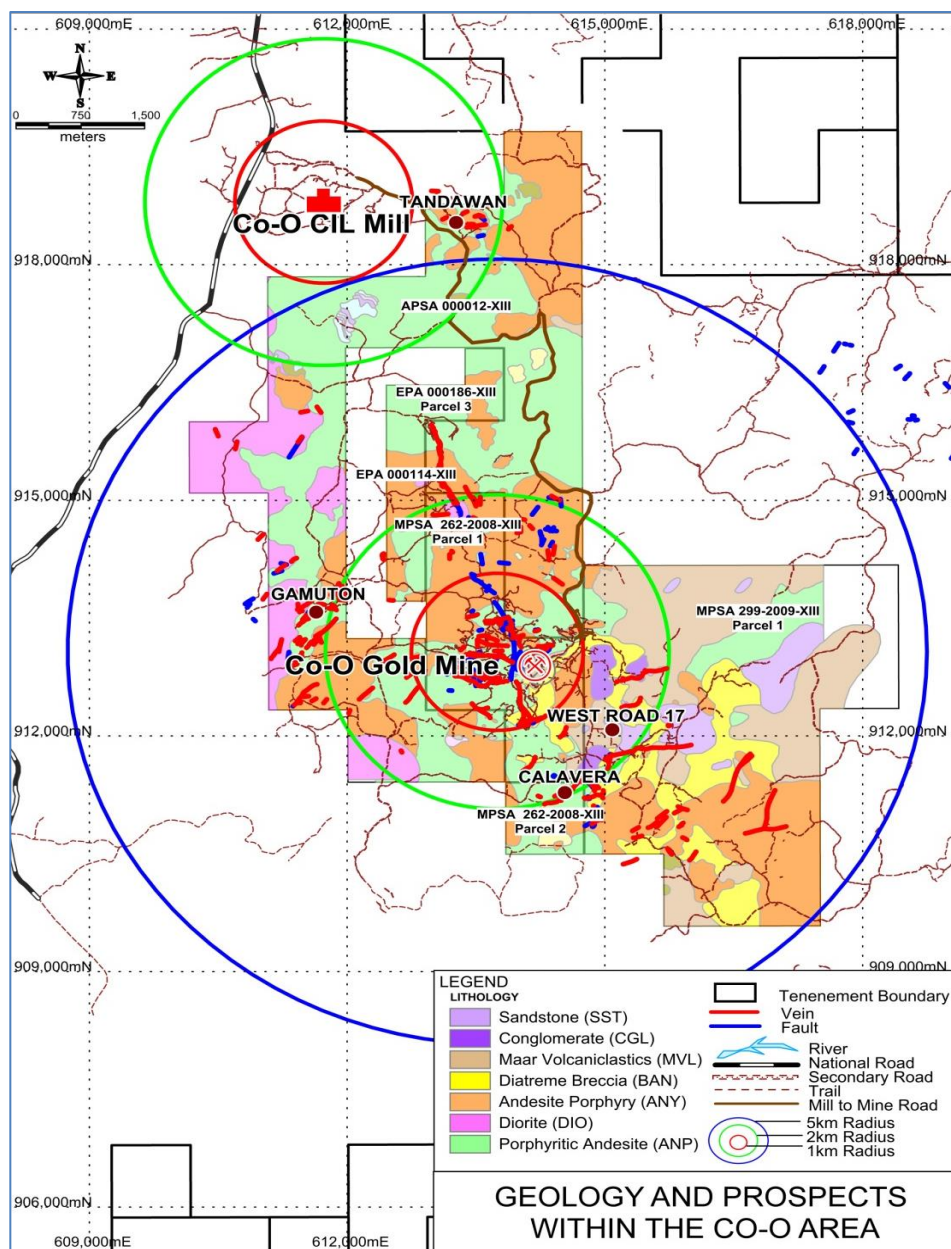 609,000mE 612,000mE 615,000mE 618,000mE
N
W E
S
0 750 1,500
meters
TANDAWAN
Co-O CIL Mill
918,000mN 918,000mN
APSA 000012-XIII
EPA 000186-XIII
Parcel 3
EPA 000114-XIII
915,000mN 915,000mN
MPSA 262-2008-XIII
Parcel 1
GAMUTON
MPSA 299-2009-XIII
Parcel 1
Co-O Gold Mine
WEST ROAD 17
912,000mN 912,000mN
CALAVERA
MPSA 262-2008-XIII
Parcel 2
909,000mN 909,000mN
LEGEND
LITHOLOGY
Sandstone (SST)
Conglomerate (CGL)
Maar Volcaniclastics (MVL)
Diatreme Breccia (BAN)
Andesite Porphyry (ANY)
Diorite (DIO)
Porphyritic Andesite (ANP)
Tenenement Boundary
Vein
Fault
River
National Road
Secondary Road
Trail
Mill to Mine Road
5km Radius
2km Radius
1km Radius
906,000mN
GEOLOGY AND PROSPECTS
WITHIN THE CO-O AREA
609,000mE 612,000mE